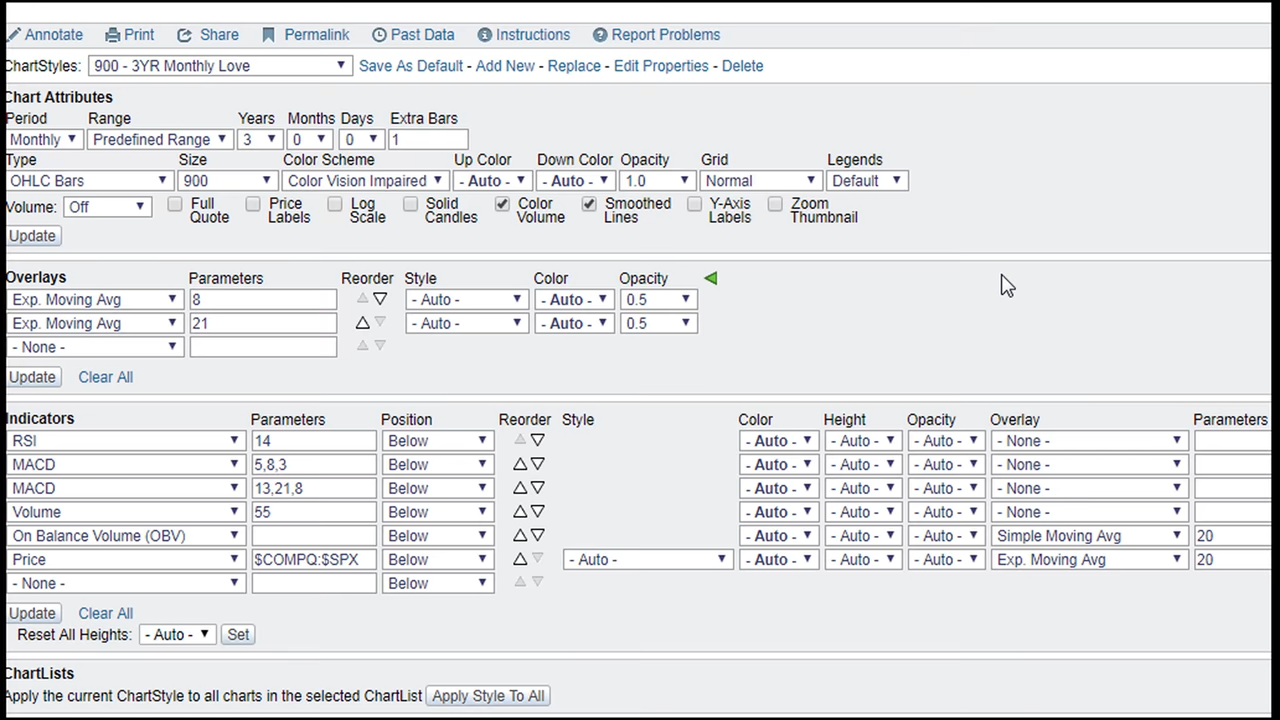 Annotate Print Share Permalink Past Data Instructions Report Problems
ChartStyles: 900 - 3YR Monthly Love Save As Default - Add New - Replace - Edit Properties - Delete
Chart Attributes
Period Range Years Months Days Extra Bars
Monthly Predefined Range 3 0 0 1
Type Size Color Scheme Up Color Down Color Opacity Grid Legends
OHLC Bars 900 Color Vision Impaired - Auto - - Auto - 1.0 Normal Default
Volume: Off Full Quote Price Labels Log Scale Solid Candles Color Volume Smoothed Lines Y-Axis Labels Zoom Thumbnail
Update
Overlays Parameters Reorder Style Color Opacity
Exp. Moving Avg 8 - Auto - - Auto - 0.5
Exp. Moving Avg 21 - Auto - - Auto - 0.5
- None -
Update Clear All
Indicators Parameters Position Reorder Style Color Height Opacity Overlay Parameters
RSI 14 Below - Auto - - Auto - - Auto - - None -
MACD 5,8,3 Below - Auto - - Auto - - Auto - - None -
MACD 13,21,8 Below - Auto - - Auto - - Auto - - None -
Volume 55 Below - Auto - - Auto - - Auto - - None -
On Balance Volume (OBV) Below - Auto - - Auto - - Auto - Simple Moving Avg 20
Price $COMPQ:$SPX Below - Auto - - Auto - - Auto - - Auto - Exp. Moving Avg 20
- None - Below
Update Clear All
Reset All Heights: - Auto - Set
ChartLists
Apply the current ChartStyle to all charts in the selected ChartList Apply Style To All